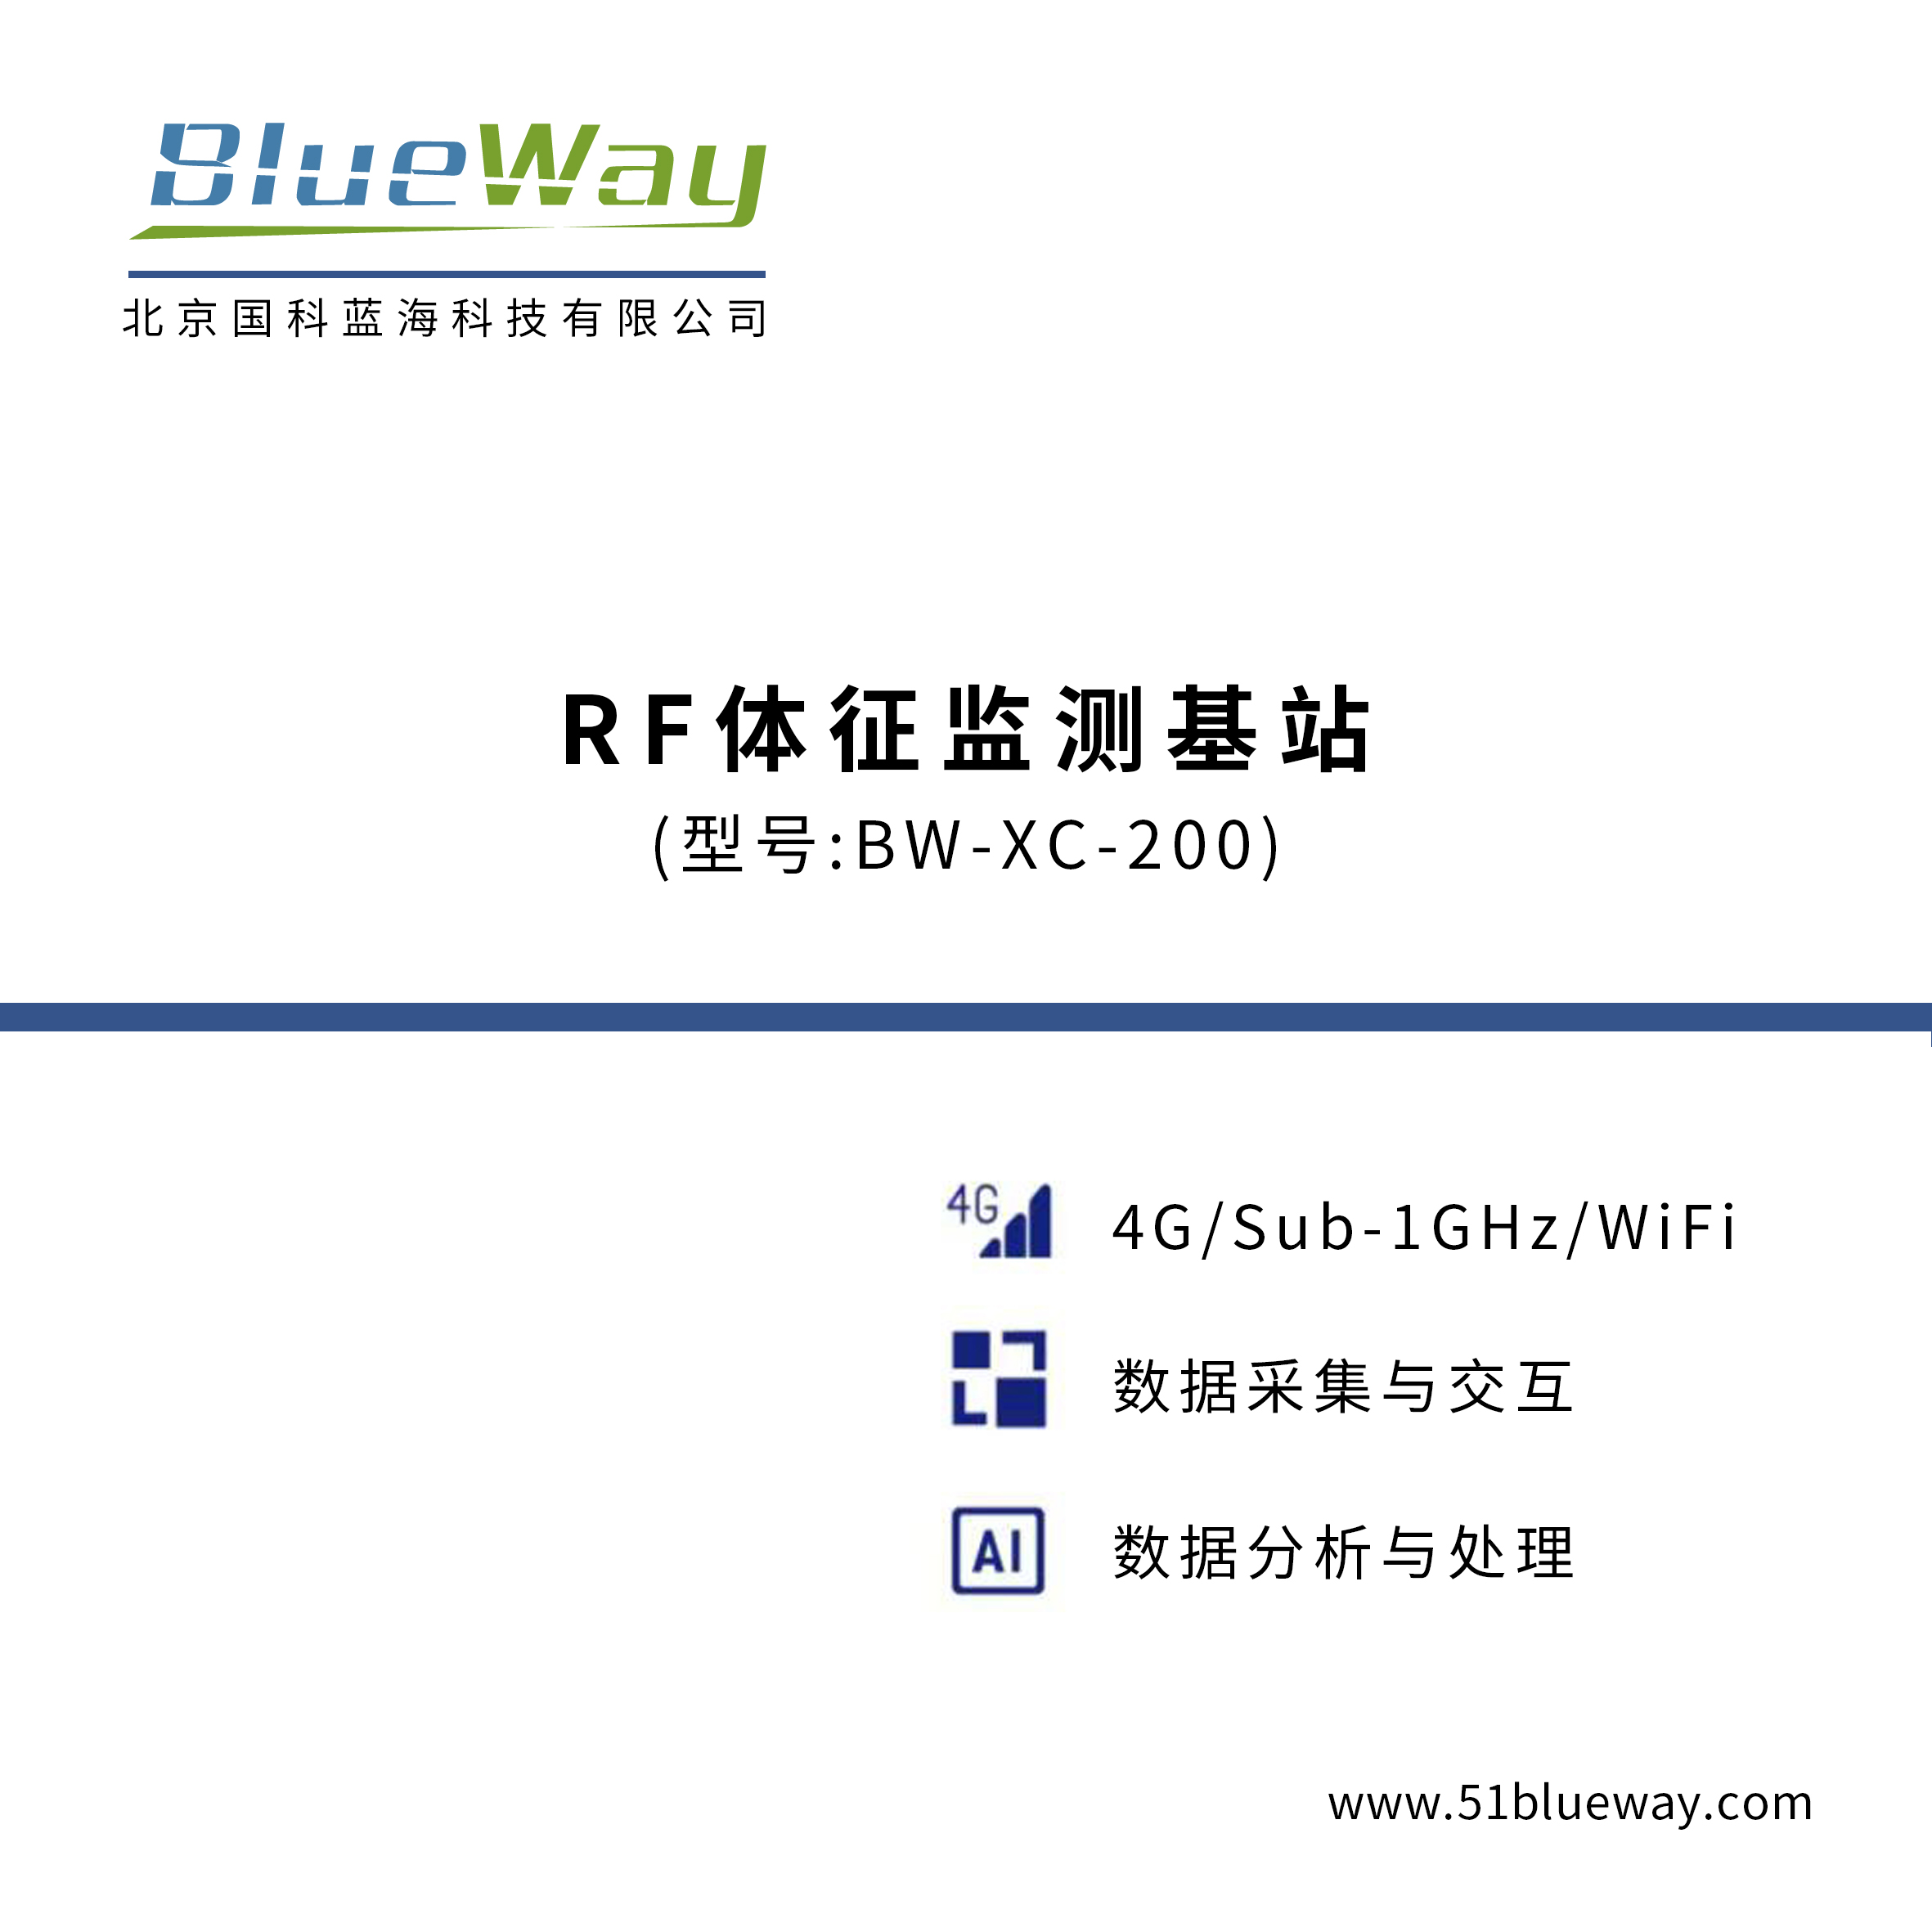 BlueWay
北京国科蓝海科技有限公司
RF体征监测基站
(型号:BW-XC-200)
4G
4G/Sub-1GHz/WiFi
数据采集与交互
AI
数据分析与处理
www.51blueway.com